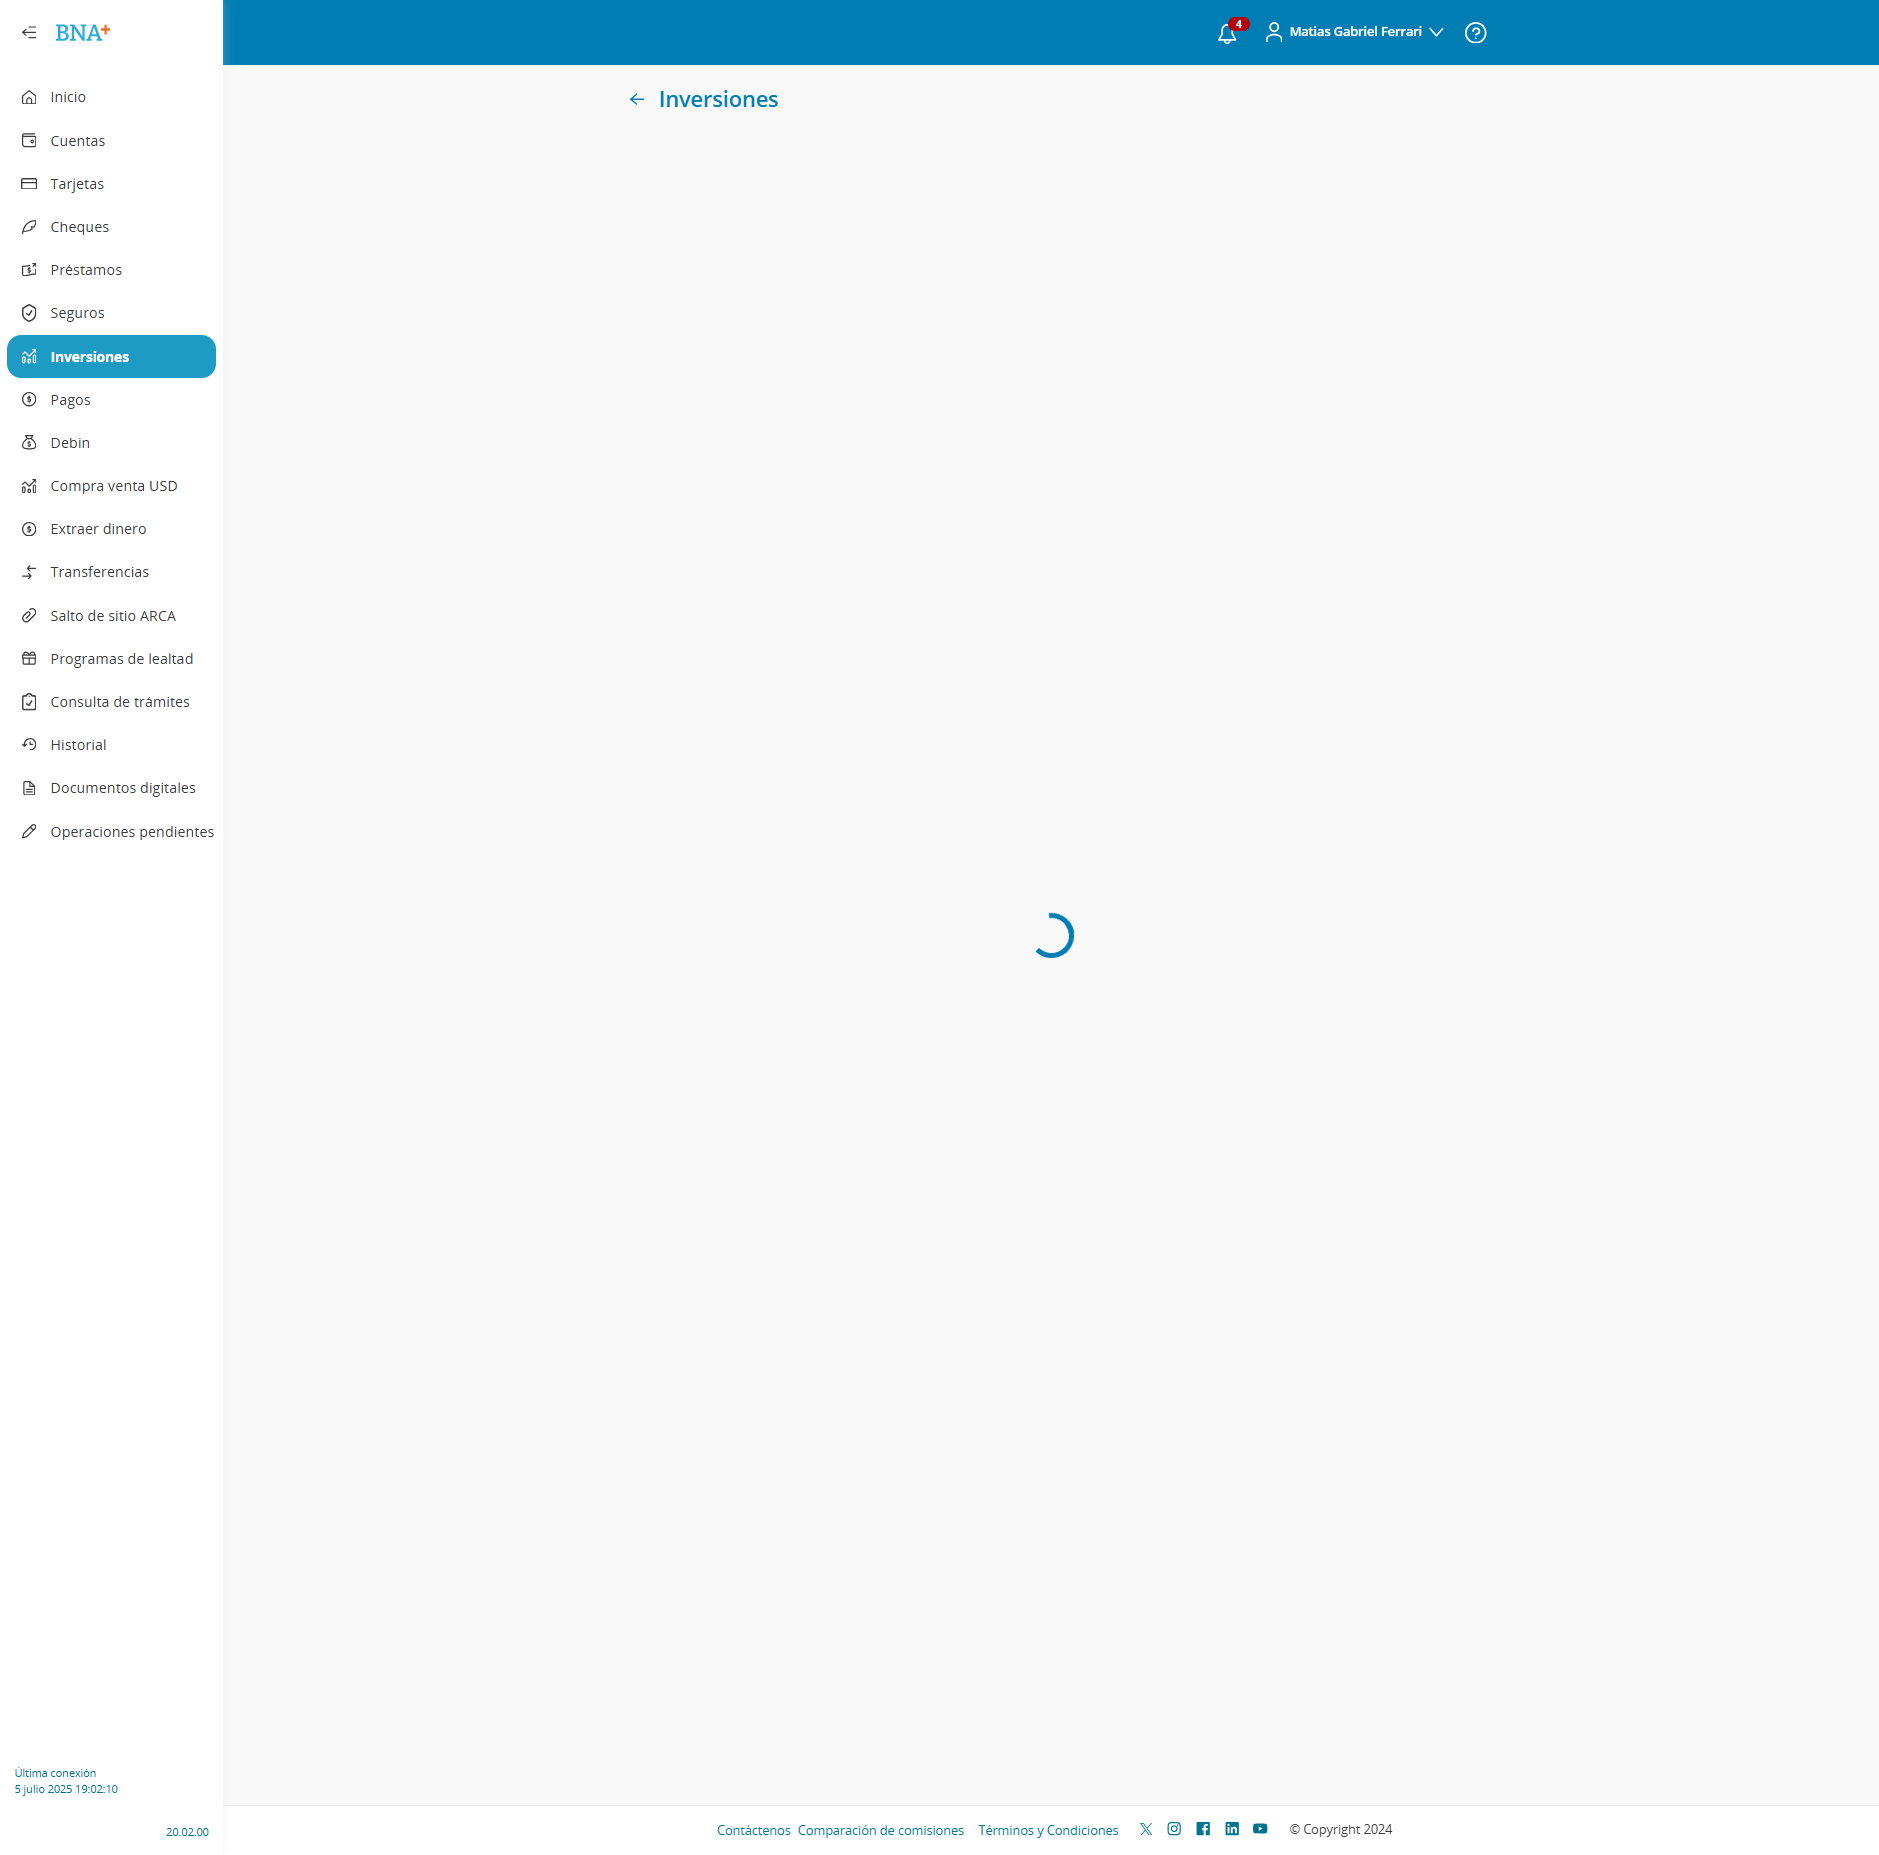 BNA+
4
Matias Gabriel Ferrari
Inversiones
Inicio
Cuentas
Tarjetas
Cheques
Préstamos
Seguros
Inversiones
Pagos
Debin
Compra venta USD
Extraer dinero
Transferencias
Salto de sitio ARCA
Programas de lealtad
Consulta de trámites
Historial
Documentos digitales
Operaciones pendientes
Última conexión
5 julio 2025 19:02:10
20.02.00
Contáctenos Comparación de comisiones Términos y Condiciones © Copyright 2024